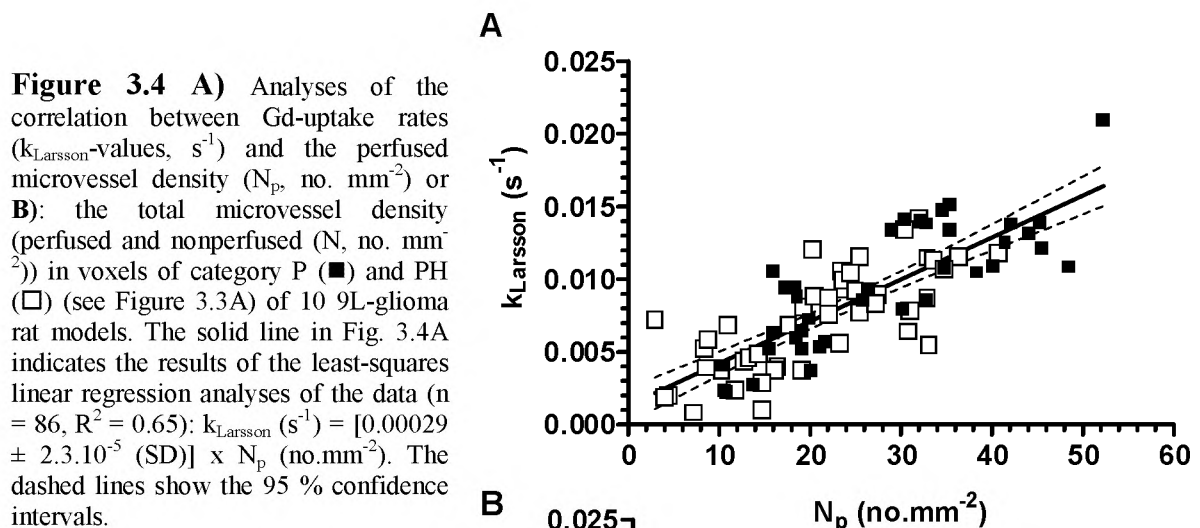 Figure 3.4 A) Analyses of the
correlation between Gd-uptake rates
(kLarsson-values, s-1) and the perfused
microvessel density (Np, no. mm-2) or
B): the total microvessel density
(perfused and nonperfused (N, no. mm-
2)) in voxels of category P (■) and PH
(□) (see Figure 3.3A) of 10 9L-glioma
rat models. The solid line in Fig. 3.4A
indicates the results of the least-squares
linear regression analyses of the data (n
= 86, R2 = 0.65): kLarsson (s-1) = [0.00029
± 2.3.10-5 (SD)] x Np (no.mm-2). The
dashed lines show the 95 % confidence
intervals.
A
kLarsson (s-1)
0.025
0.020
0.015
0.010
0.005
0.000
0 10 20 30 40 50 60
Np (no.mm-2)
B
0.025